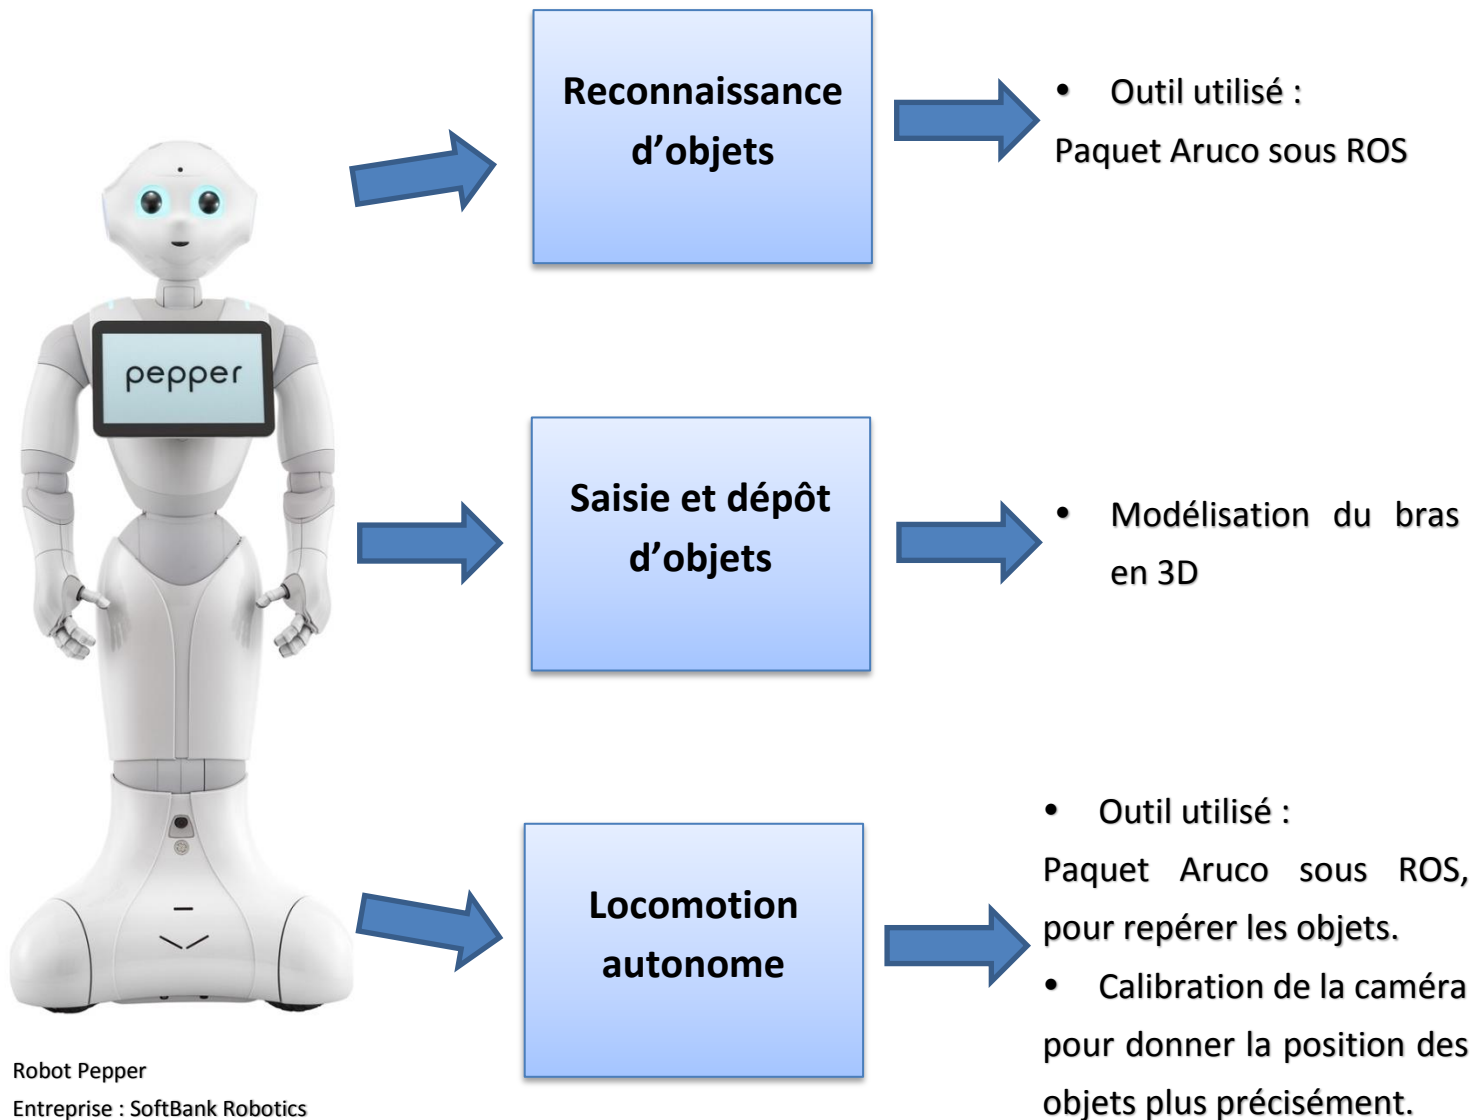 Reconnaissance
d’objets
• Outil utilisé :
Paquet Aruco sous ROS
pepper
Saisie et dépôt
d’objets
• Modélisation du bras
en 3D
Locomotion
autonome
• Outil utilisé :
Paquet Aruco sous ROS,
pour repérer les objets.
• Calibration de la caméra
pour donner la position des
objets plus précisément.
Robot Pepper
Entreprise : SoftBank Robotics